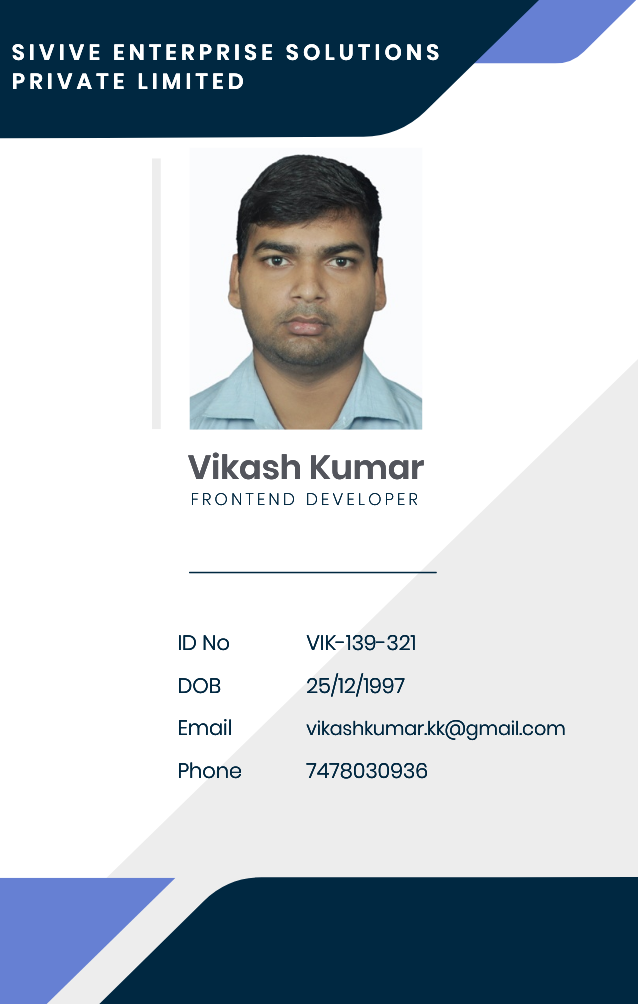 SIVIVE ENTERPRISE SOLUTIONS
PRIVATE LIMITED
Vikash Kumar
FRONTEND DEVELOPER
ID No VIK-139-321
DOB 25/12/1997
Email vikashkumar.kk@gmail.com
Phone 7478030936